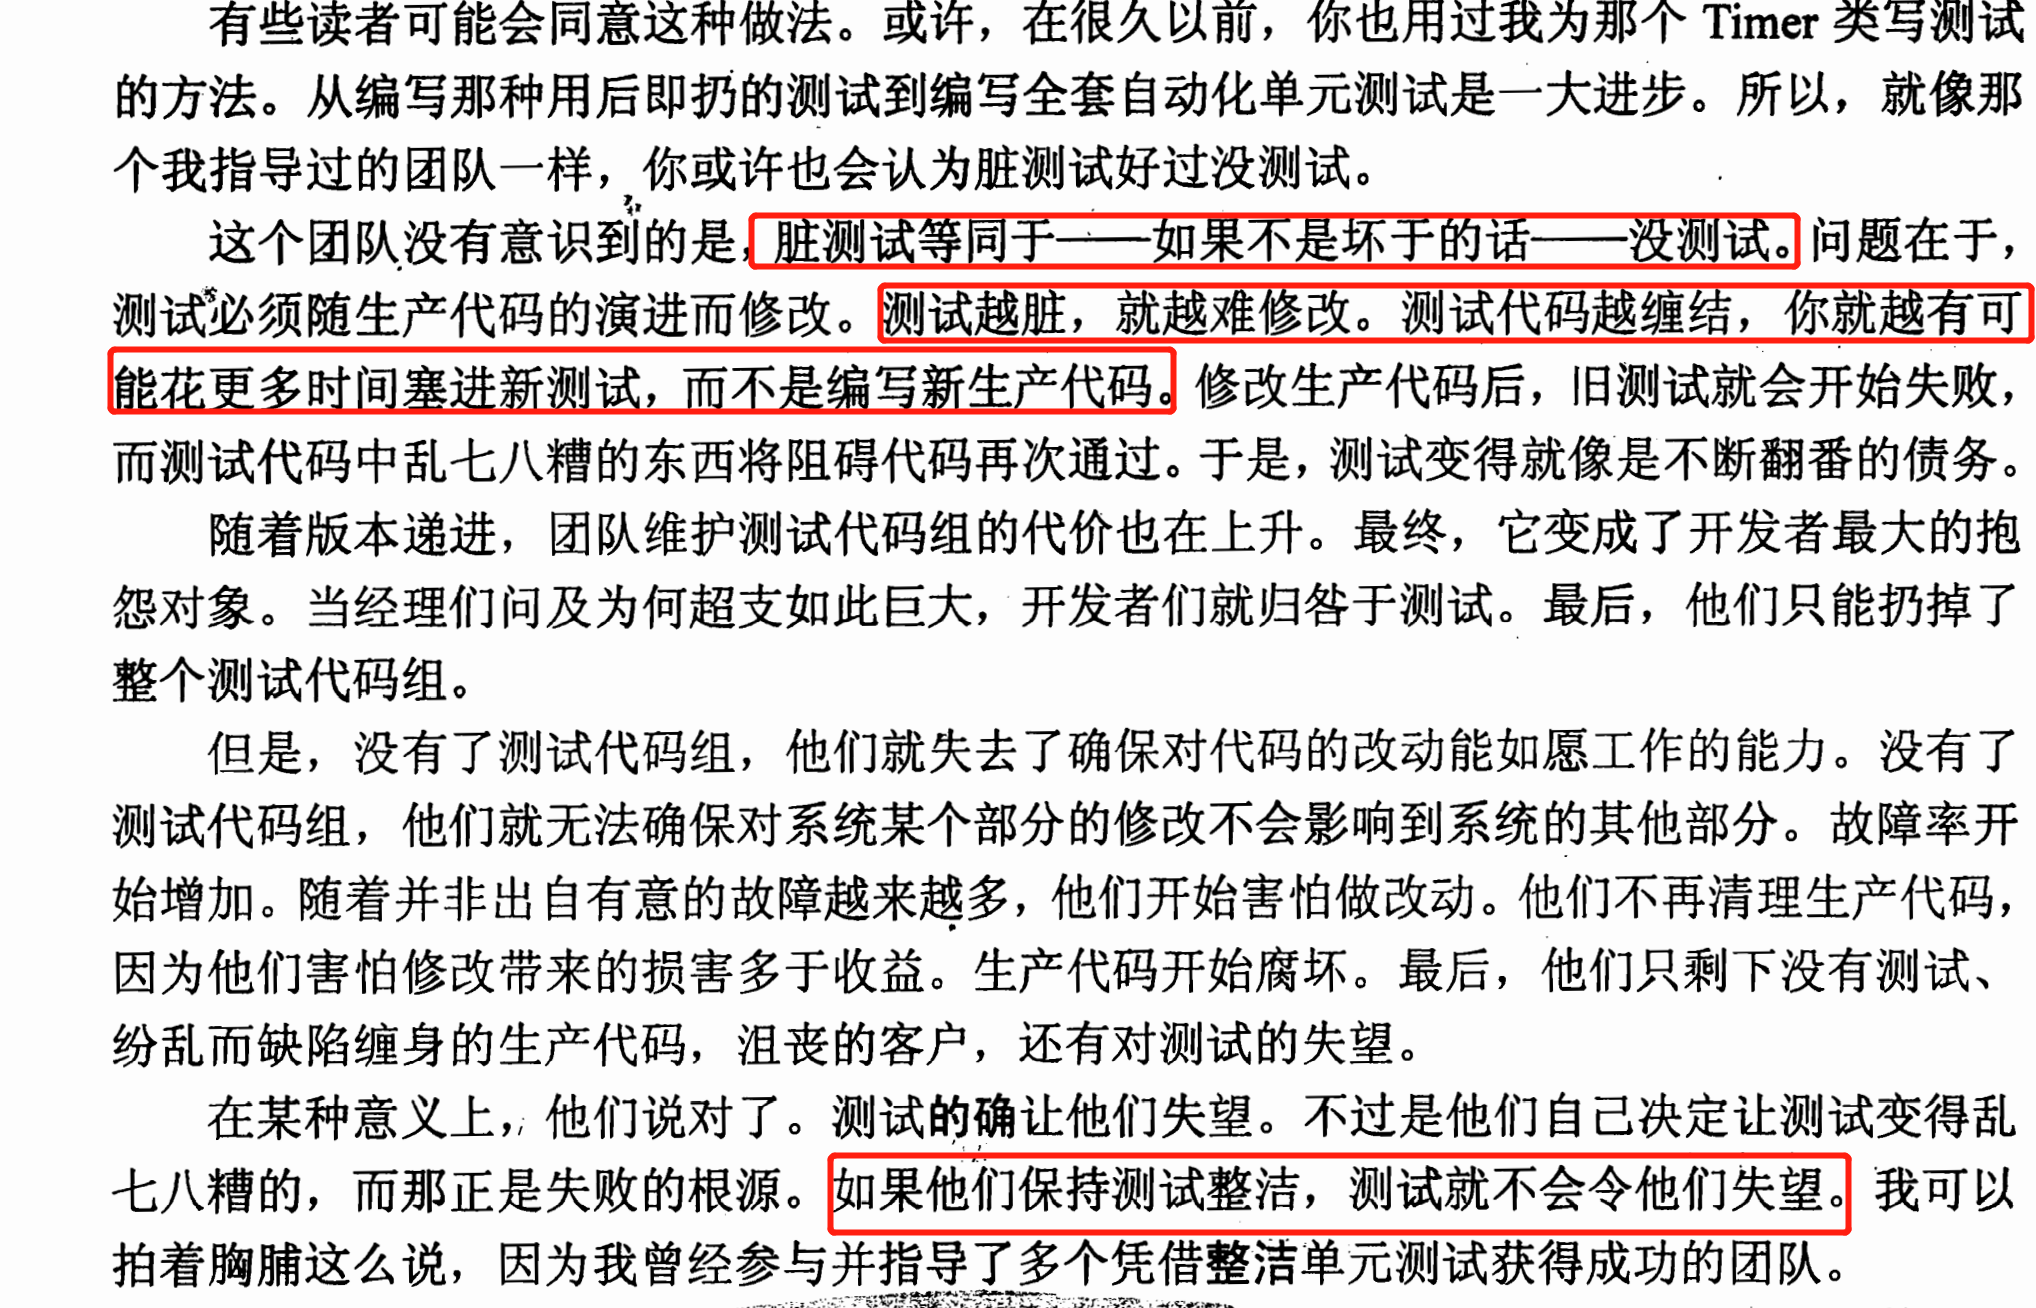 有些读者可能会同意这种做法。或许，在很久以前，你也用过我为那个 Timer 类写测试
的方法。从编写那种用后即扔的测试到编写全套自动化单元测试是一大进步。所以，就像那
个我指导过的团队一样，你或许也会认为脏测试好过没测试。
这个团队没有意识到的是，脏测试等同于——如果不是坏于的话——没测试。问题在于，
测试必须随生产代码的演进而修改。测试越脏，就越难修改。测试代码越缠结，你就越有可
能花更多时间塞进新测试，而不是编写新生产代码。修改生产代码后，旧测试就会开始失败，
而测试代码中乱七八糟的东西将阻碍代码再次通过。于是，测试变得就像是不断翻番的债务。
随着版本递进，团队维护测试代码组的代价也在上升。最终，它变成了开发者最大的抱
怨对象。当经理们问及为何超支如此巨大，开发者们就归咎于测试。最后，他们只能扔掉了
整个测试代码组。
但是，没有了测试代码组，他们就失去了确保对代码的改动能如愿工作的能力。没有了
测试代码组，他们就无法确保对系统某个部分的修改不会影响到系统的其他部分。故障率开
始增加。随着并非出自有意的故障越来越多，他们开始害怕做改动。他们不再清理生产代码，
因为他们害怕修改带来的损害多于收益。生产代码开始腐坏。最后，他们只剩下没有测试、
纷乱而缺陷缠身的生产代码，沮丧的客户，还有对测试的失望。
在某种意义上，他们说对了。测试的确让他们失望。不过是他们自己决定让测试变得乱
七八糟的，而那正是失败的根源。如果他们保持测试整洁，测试就不会令他们失望。我可以
拍着胸脯这么说，因为我曾经参与并指导了多个凭借整洁单元测试获得成功的团队。